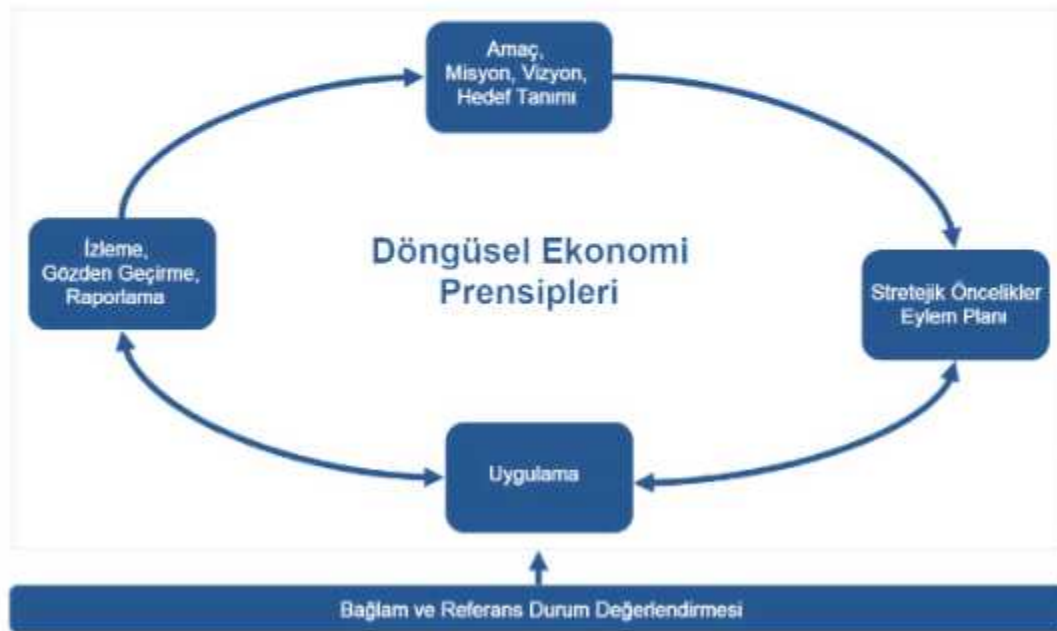 Amaç,
Misyon, Vizyon,
Hedef Tanımı
İzleme,
Gözden Geçirme,
Raporlama
Döngüsel Ekonomi
Prensipleri
Stretejik Öncelikler
Eylem Planı
Uygulama
Bağlam ve Referans Durum Değerlendirmesi